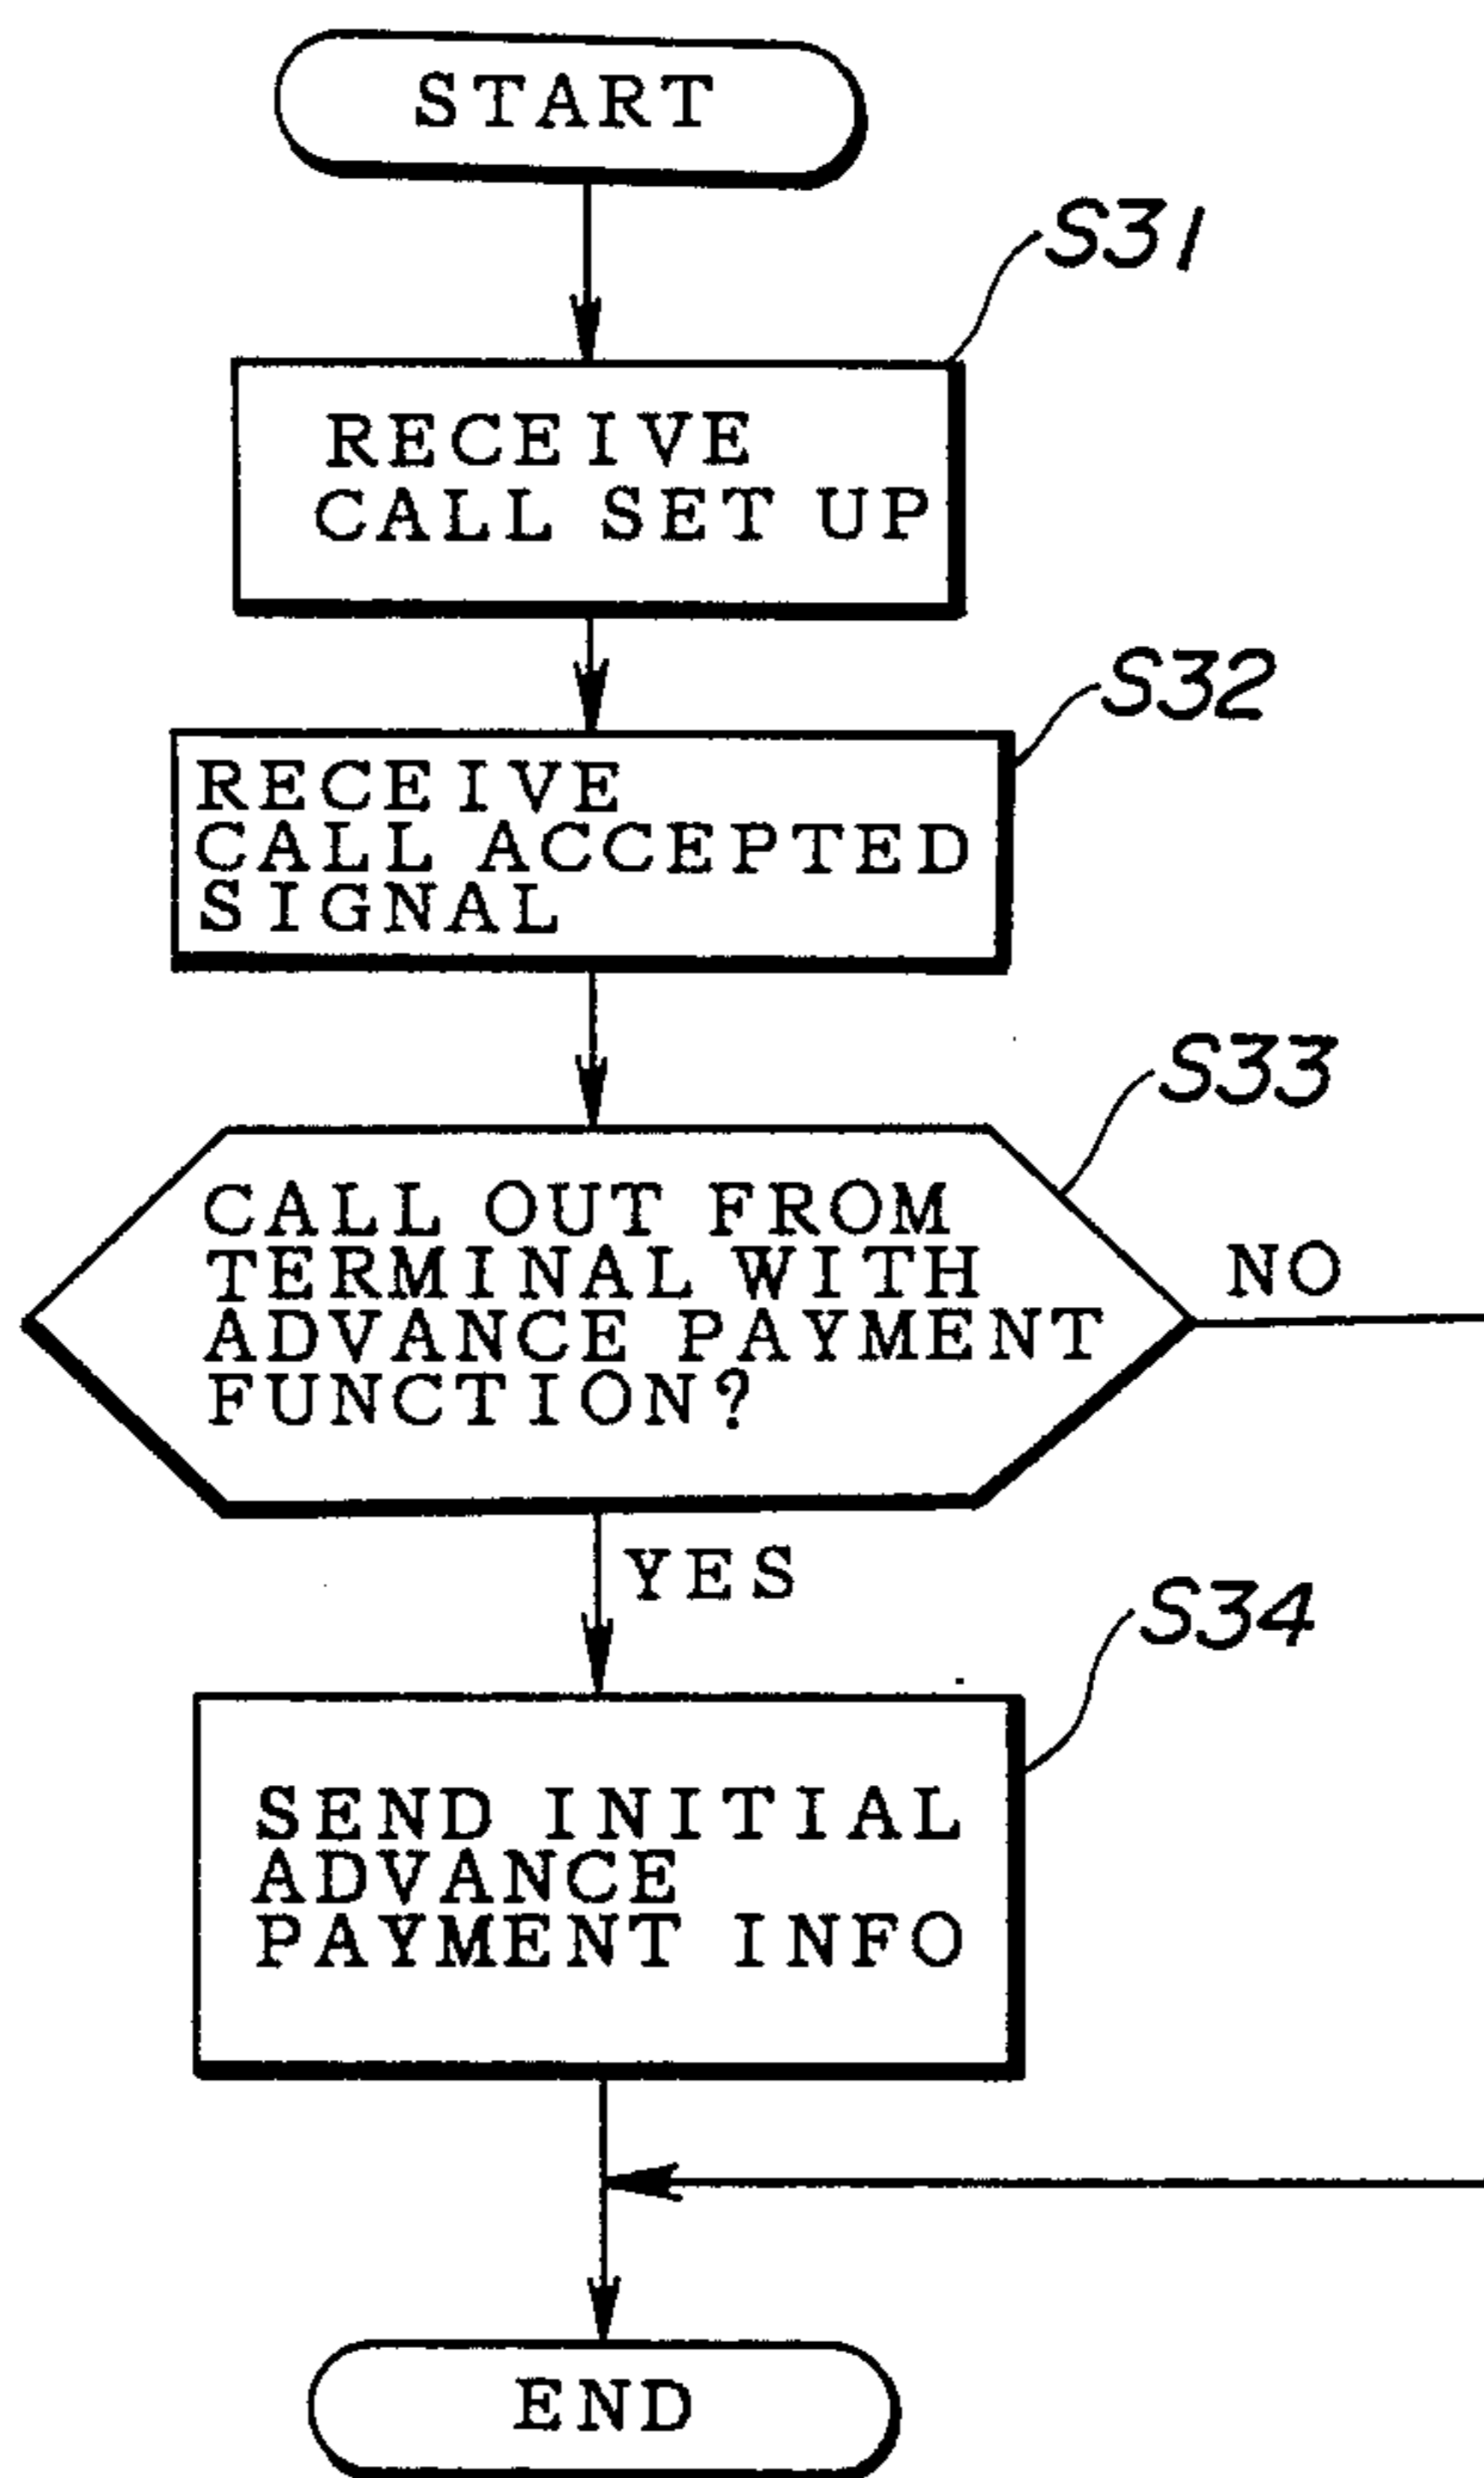 START
S31
RECEIVE
CALL SET UP
S32
RECEIVE
CALL ACCEPTED
SIGNAL
S33
CALL OUT FROM
TERMINAL WITH
ADVANCE PAYMENT
FUNCTION?
NO
YES
S34
SEND INITIAL
ADVANCE
PAYMENT INFO
END